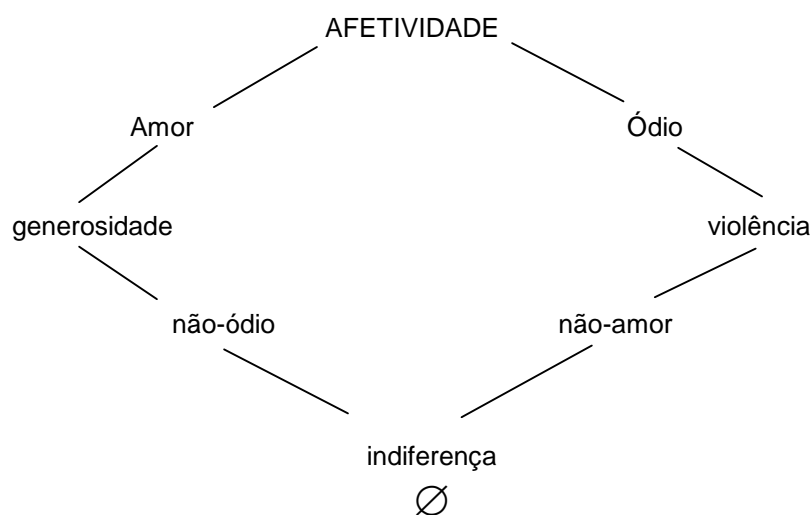 AFETIVIDADE
Amor Ódio
generosidade violência
não-ódio não-amor
indiferença
∅